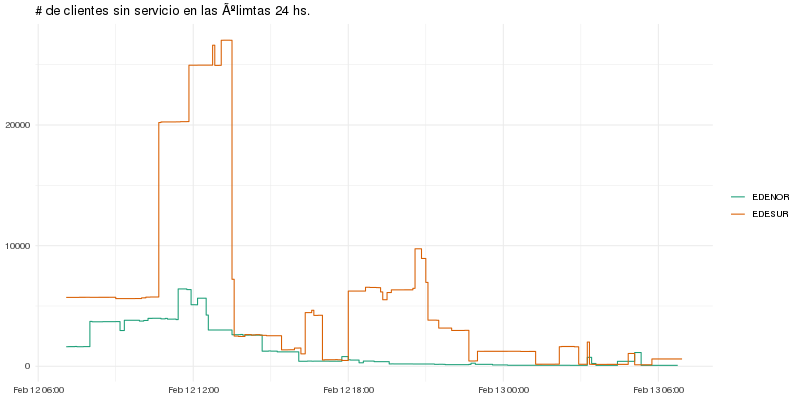 # de clientes sin servicio en las Ãºlimtas 24 hs.
20000
10000
0
Feb 12 06:00 Feb 12 12:00 Feb 12 18:00 Feb 13 00:00 Feb 13 06:00
EDENOR
EDESUR